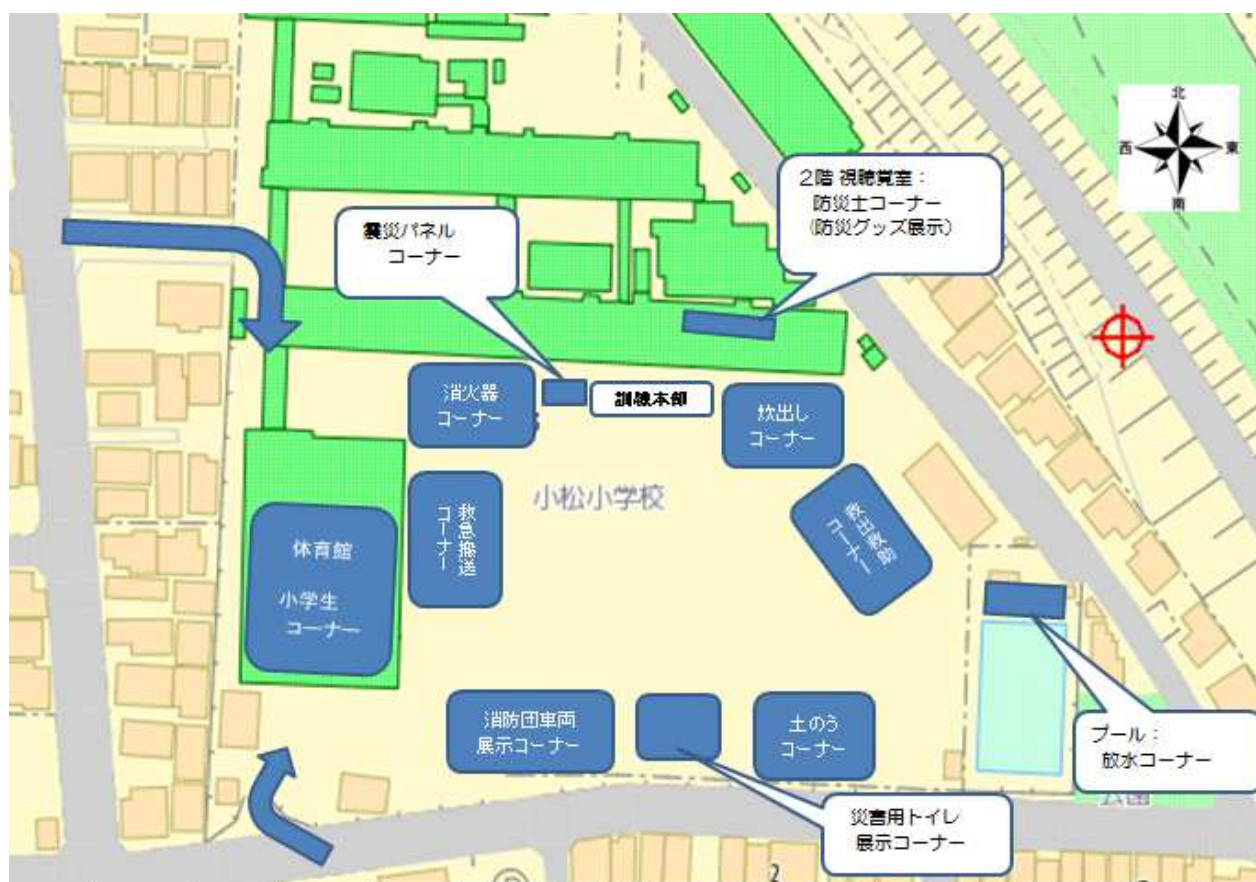 北
西
東
南
2階 視聴覚室：
防災士コーナー
(防災グッズ展示)
震災パネル
コーナー
消火器
コーナー
訓練本部
炊出し
コーナー
小松小学校
救急搬送
コーナー
救出救助
コーナー
体育館
小学生
コーナー
消防団車両
展示コーナー
土のう
コーナー
プール：
放水コーナー
災害用トイレ
展示コーナー
2